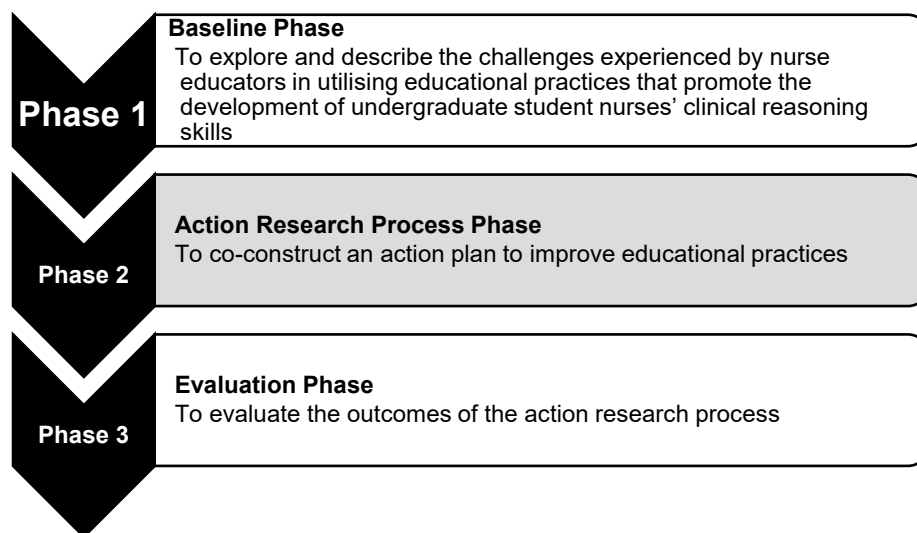 Phase 1
Baseline Phase
To explore and describe the challenges experienced by nurse
educators in utilising educational practices that promote the
development of undergraduate student nurses’ clinical reasoning
skills
Phase 2
Action Research Process Phase
To co-construct an action plan to improve educational practices
Phase 3
Evaluation Phase
To evaluate the outcomes of the action research process